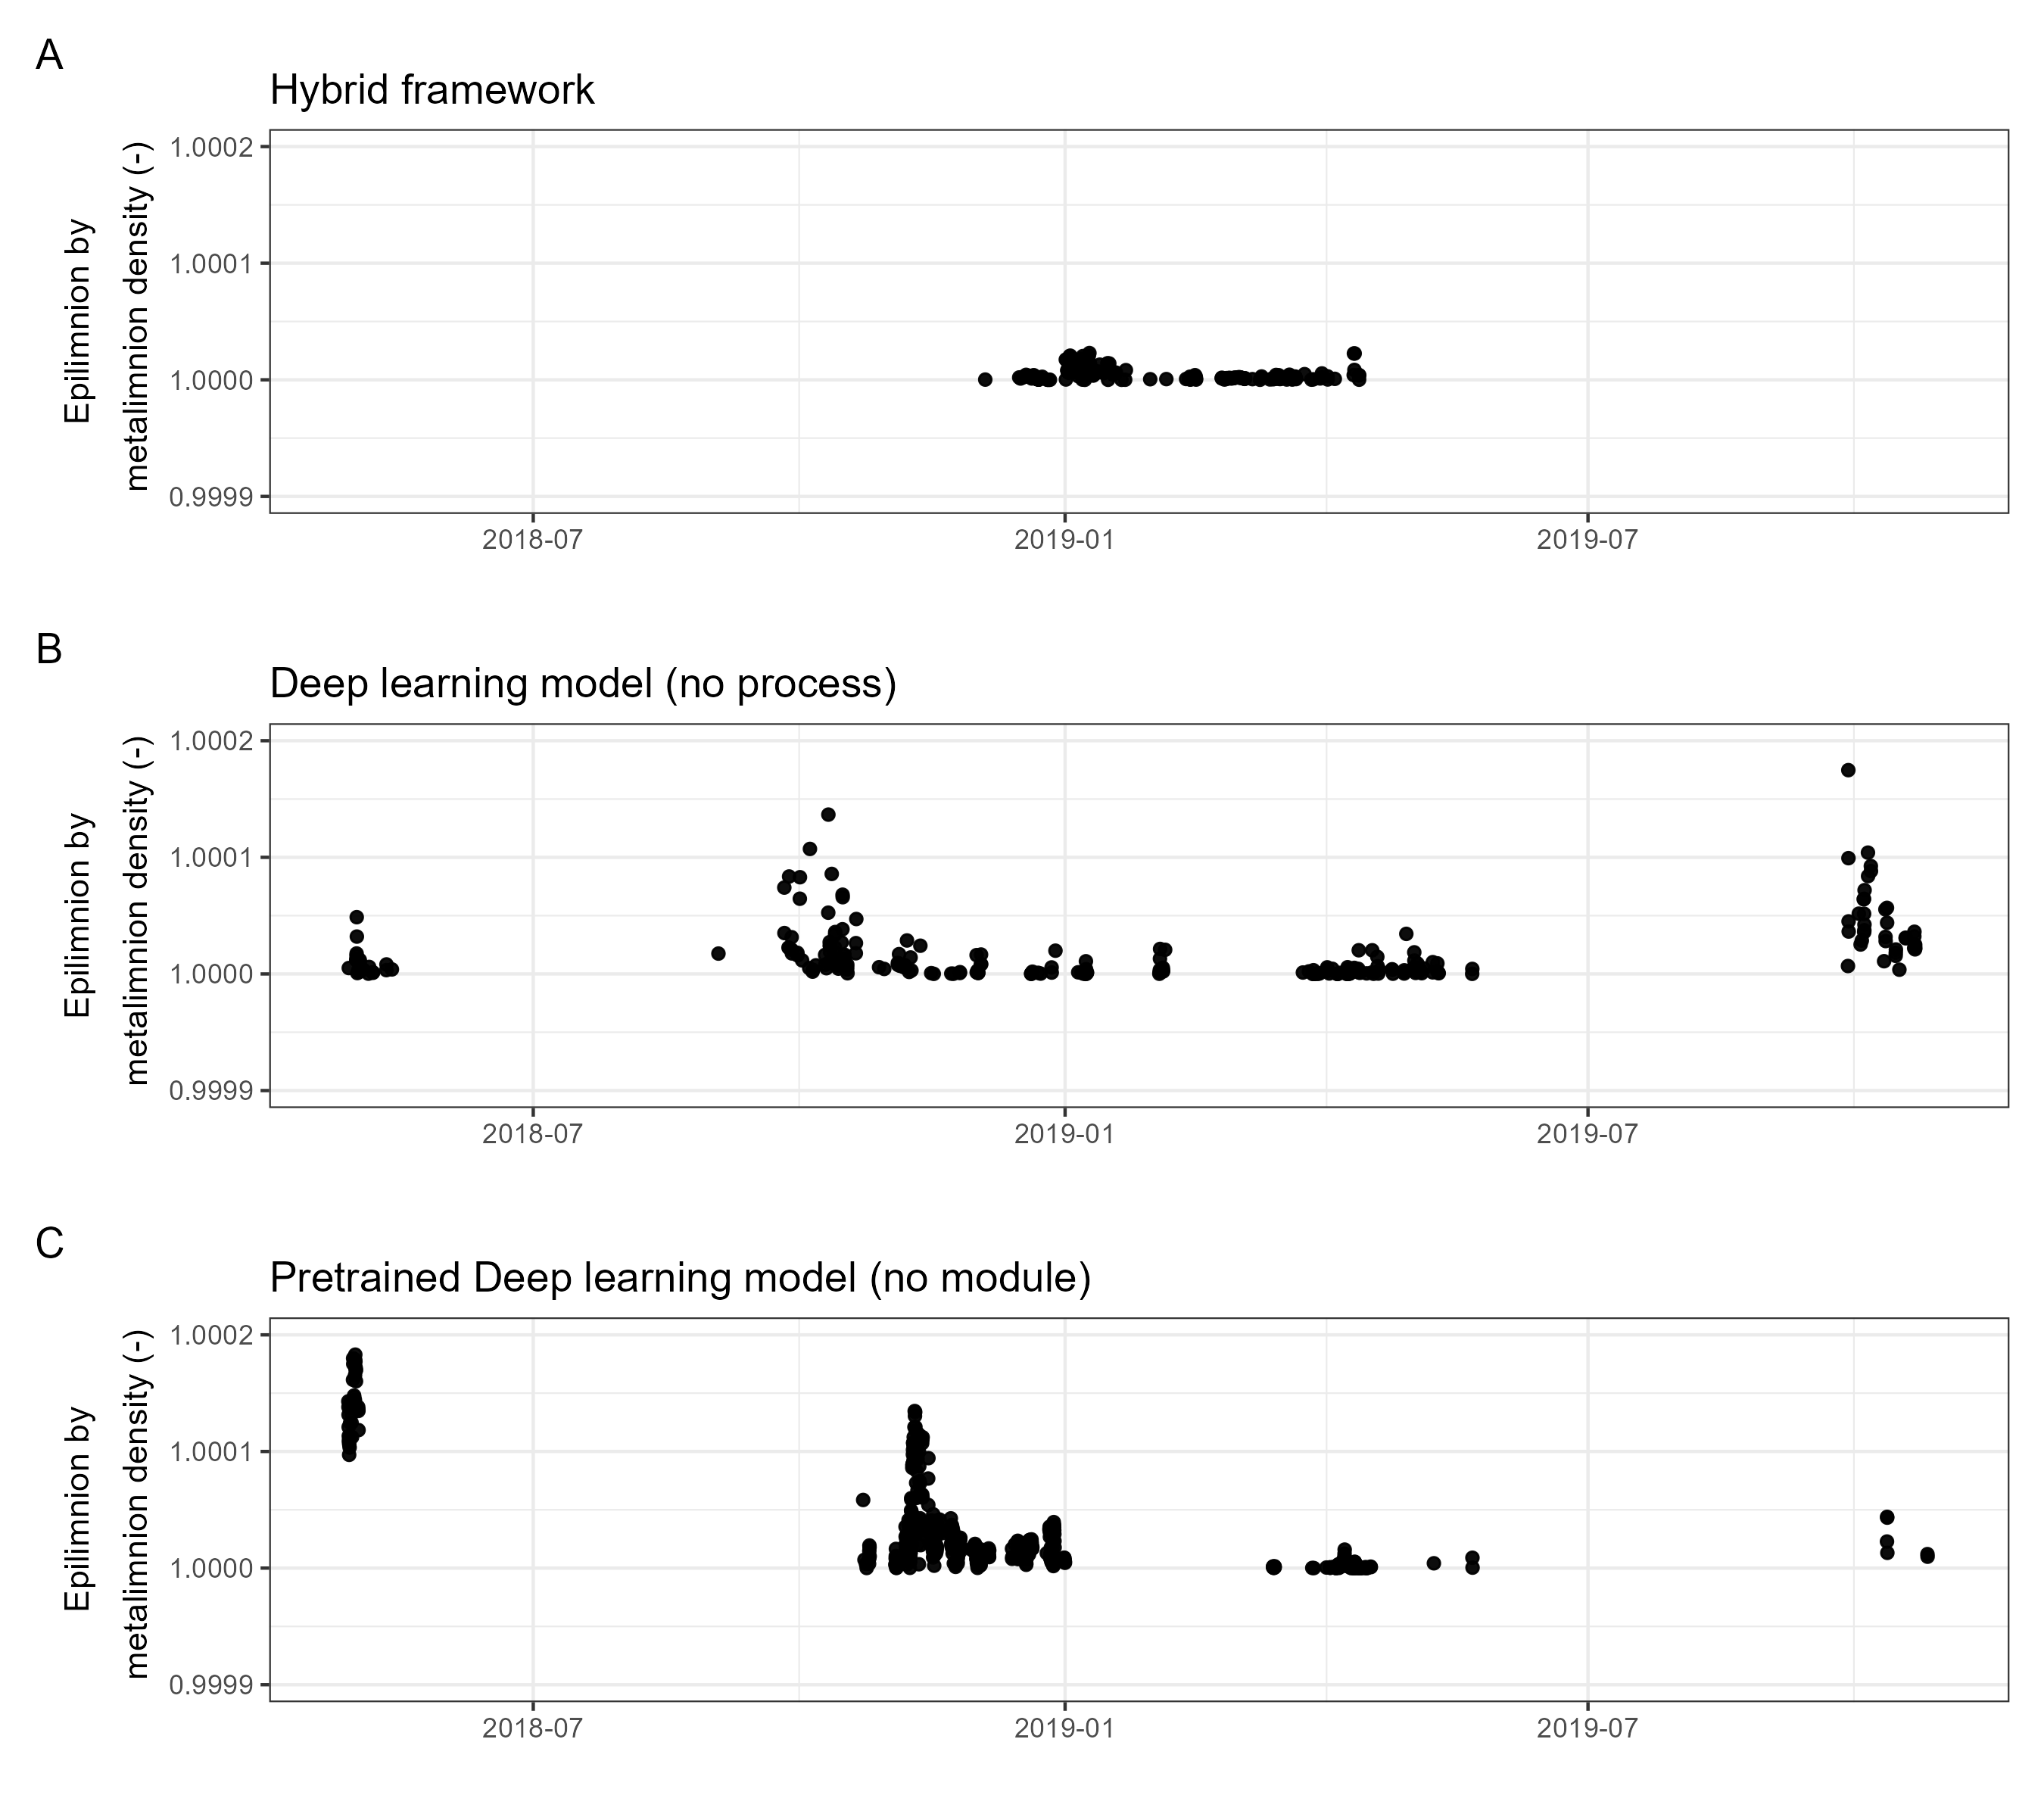 A
Hybrid framework
Epilimnion by
metalimnion density (-)
1.0002
1.0001
1.0000
0.9999
2018-07
2019-01
2019-07
B
Deep learning model (no process)
Epilimnion by
metalimnion density (-)
1.0002
1.0001
1.0000
0.9999
2018-07
2019-01
2019-07
C
Pretrained Deep learning model (no module)
Epilimnion by
metalimnion density (-)
1.0002
1.0001
1.0000
0.9999
2018-07
2019-01
2019-07